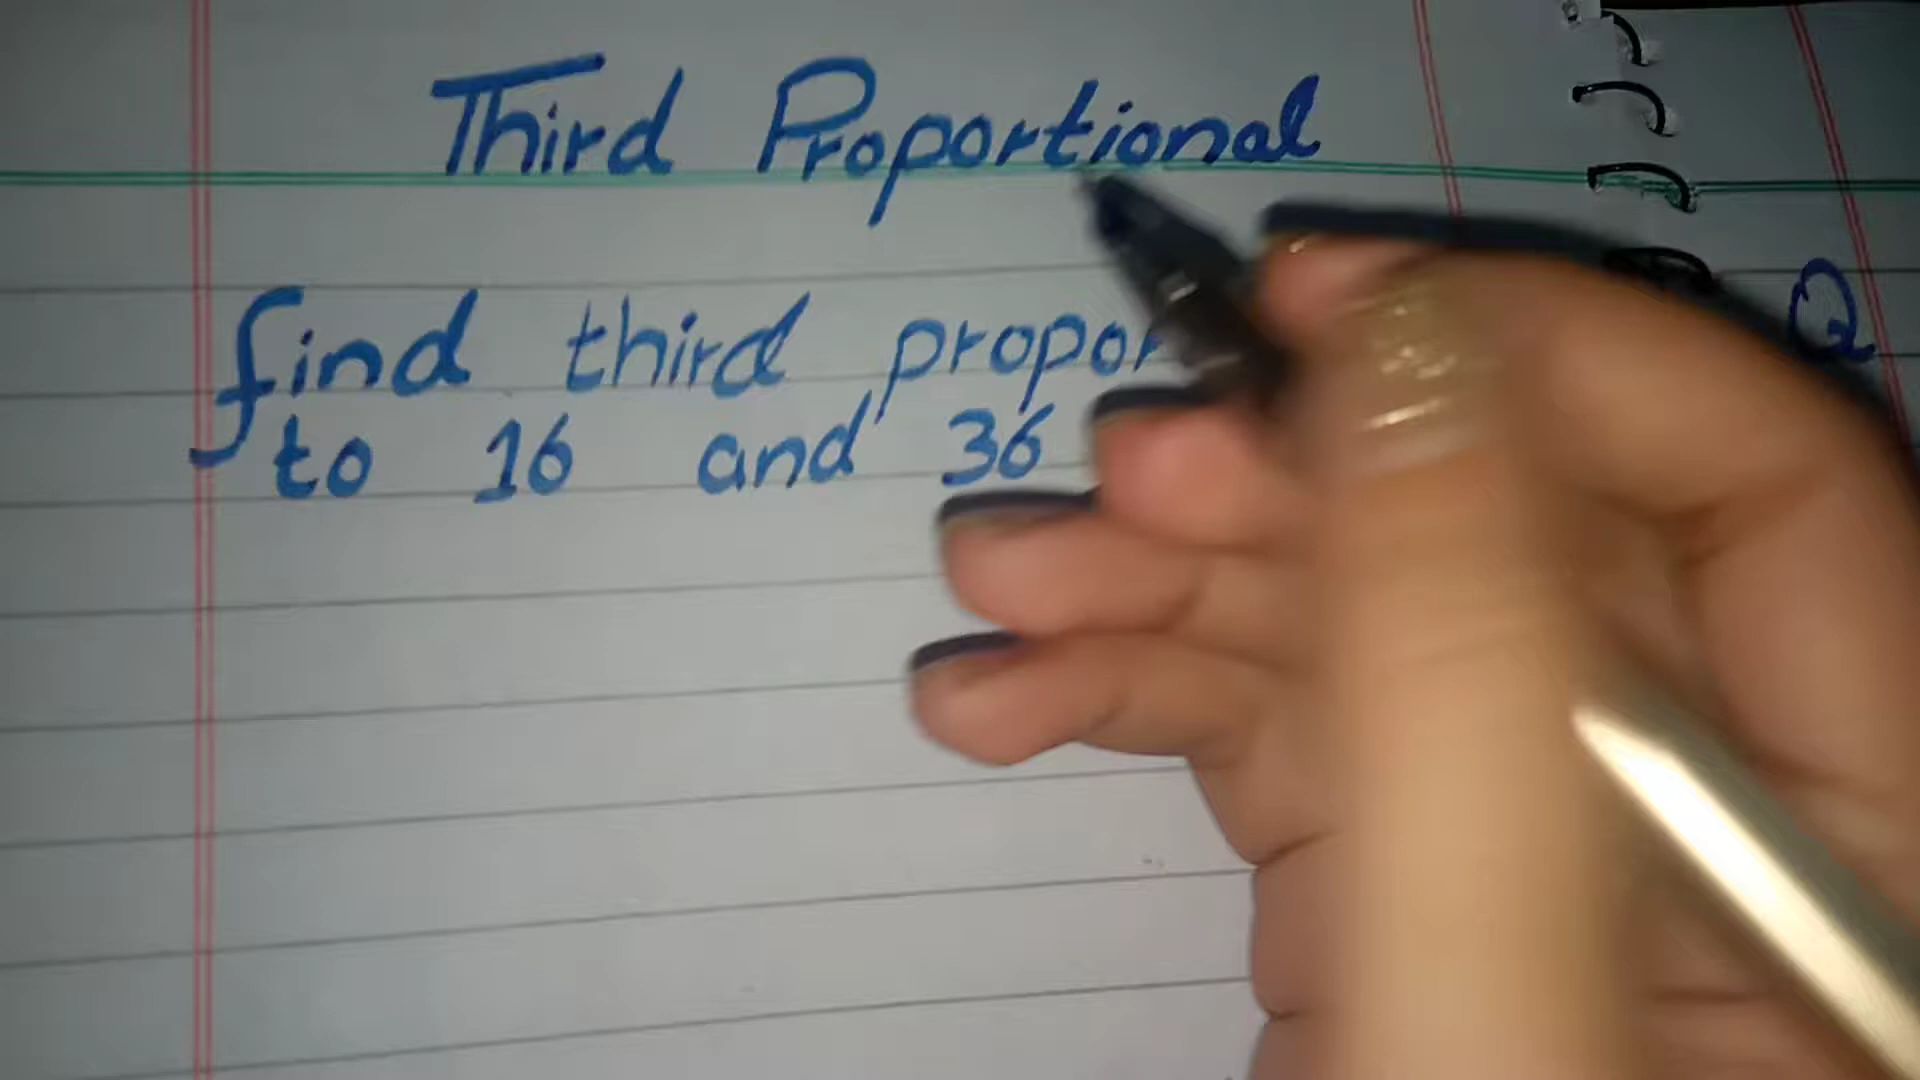 Third Proportional
find third propor
to 16 and 36
Q